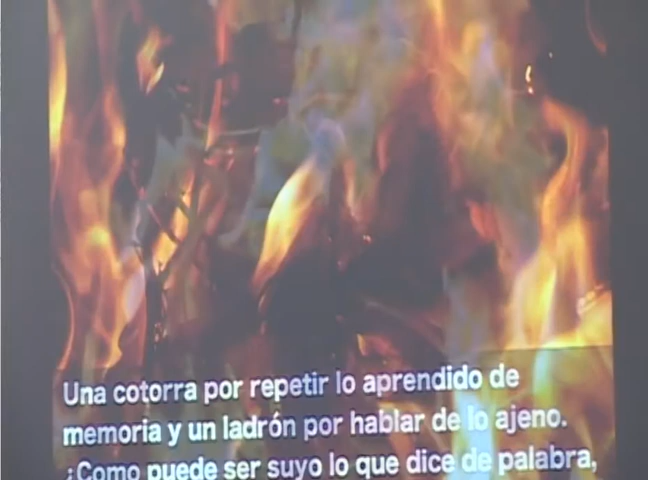 Una cotorra por repetir lo aprendido de
memoria y un ladrón por hablar de lo ajeno.
¿Como puede ser suyo lo que dice de palabra,